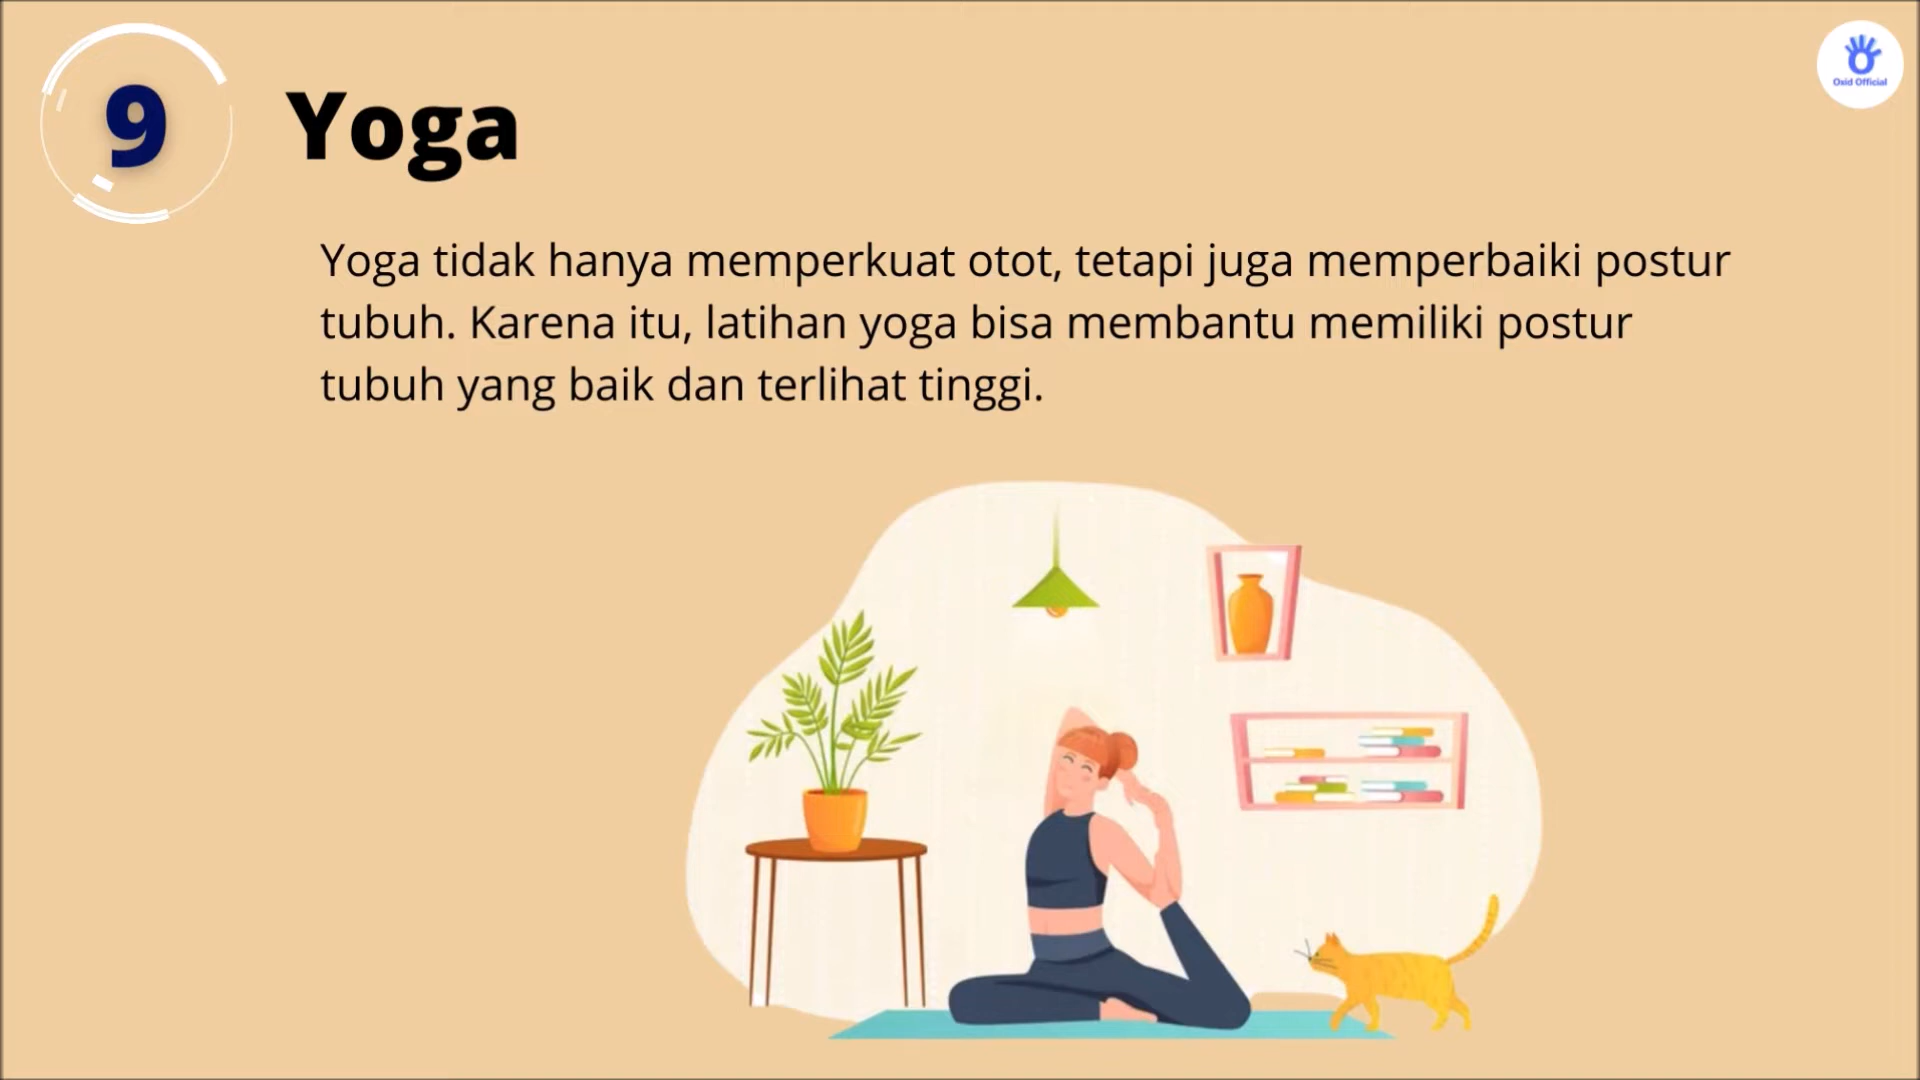 9
Yoga
Oxid Official
Yoga tidak hanya memperkuat otot, tetapi juga memperbaiki postur
tubuh. Karena itu, latihan yoga bisa membantu memiliki postur
tubuh yang baik dan terlihat tinggi.